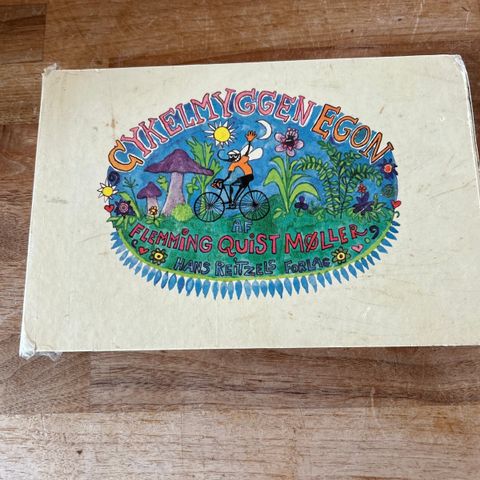 CYKELMYGGEN EGON
AF
FLEMMING QUIST MØLLER
HANS REITZELS FORLAG